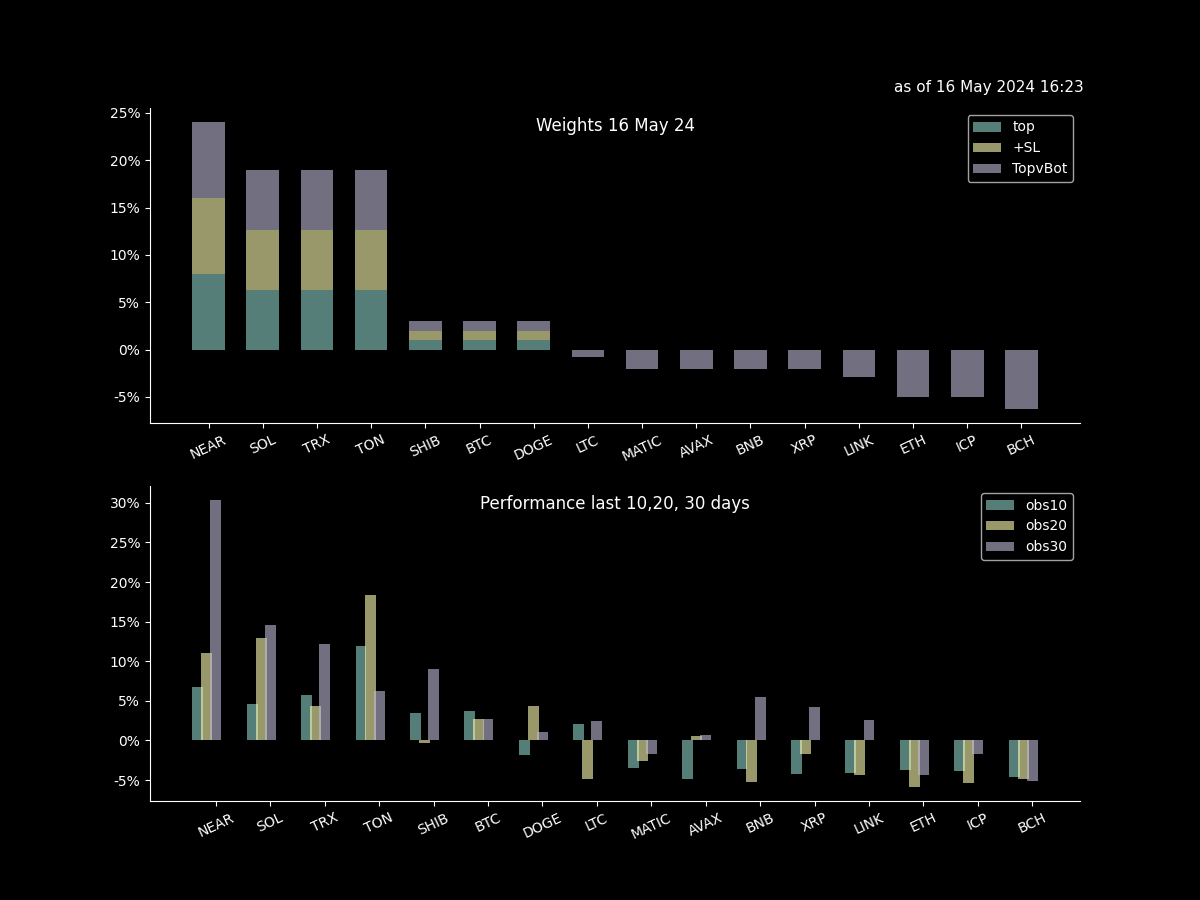 as of 16 May 2024 16:23
Weights 16 May 24
top
+SL
TopvBot
25%
20%
15%
10%
5%
0%
-5%
NEAR SOL TRX TON SHIB BTC DOGE LTC MATIC AVAX BNB XRP LINK ETH ICP BCH
Performance last 10,20, 30 days
obs10
obs20
obs30
30%
25%
20%
15%
10%
5%
0%
-5%
NEAR SOL TRX TON SHIB BTC DOGE LTC MATIC AVAX BNB XRP LINK ETH ICP BCH